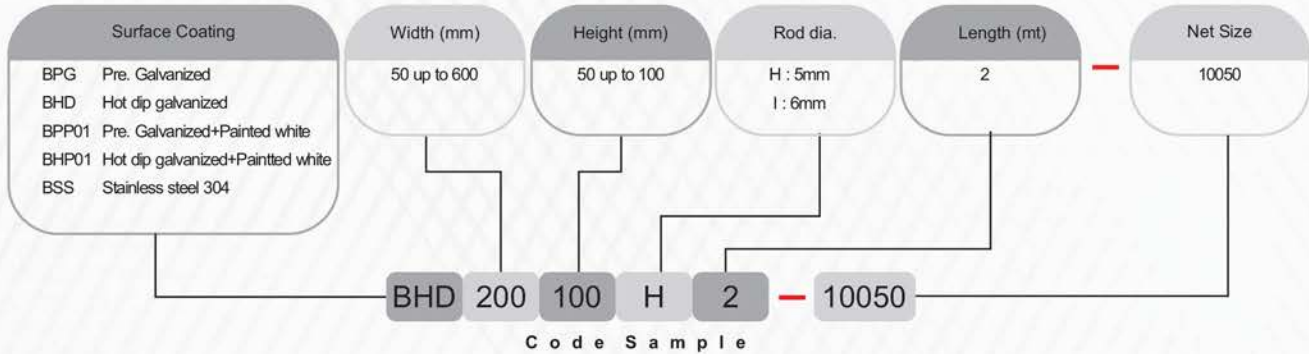 Surface Coating
BPG Pre. Galvanized
BHD Hot dip galvanized
BPP01 Pre. Galvanized+Painted white
BHP01 Hot dip galvanized+Paintted white
BSS Stainless steel 304
Width (mm)
50 up to 600
Height (mm)
50 up to 100
Rod dia.
H : 5mm
I : 6mm
Length (mt)
2
–
Net Size
10050
BHD 200 100 H 2 – 10050
Code Sample